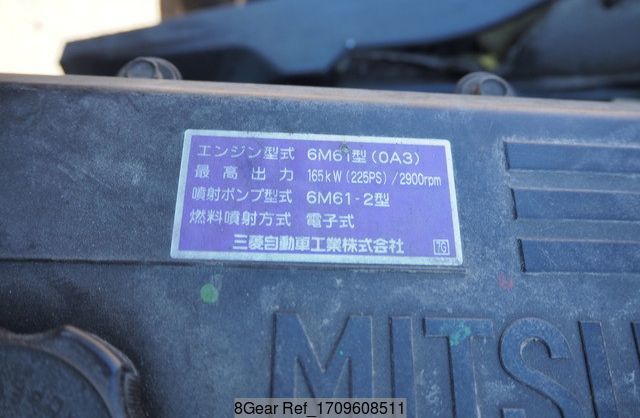 エンジン型式 6M61型(0A3)
最高出力 165kW(225PS)/2900rpm
噴射ポンプ型式 6M61-2型
燃料噴射方式 電子式
三菱自動車工業株式会社 7G
MITSU
8Gear Ref_1709608511